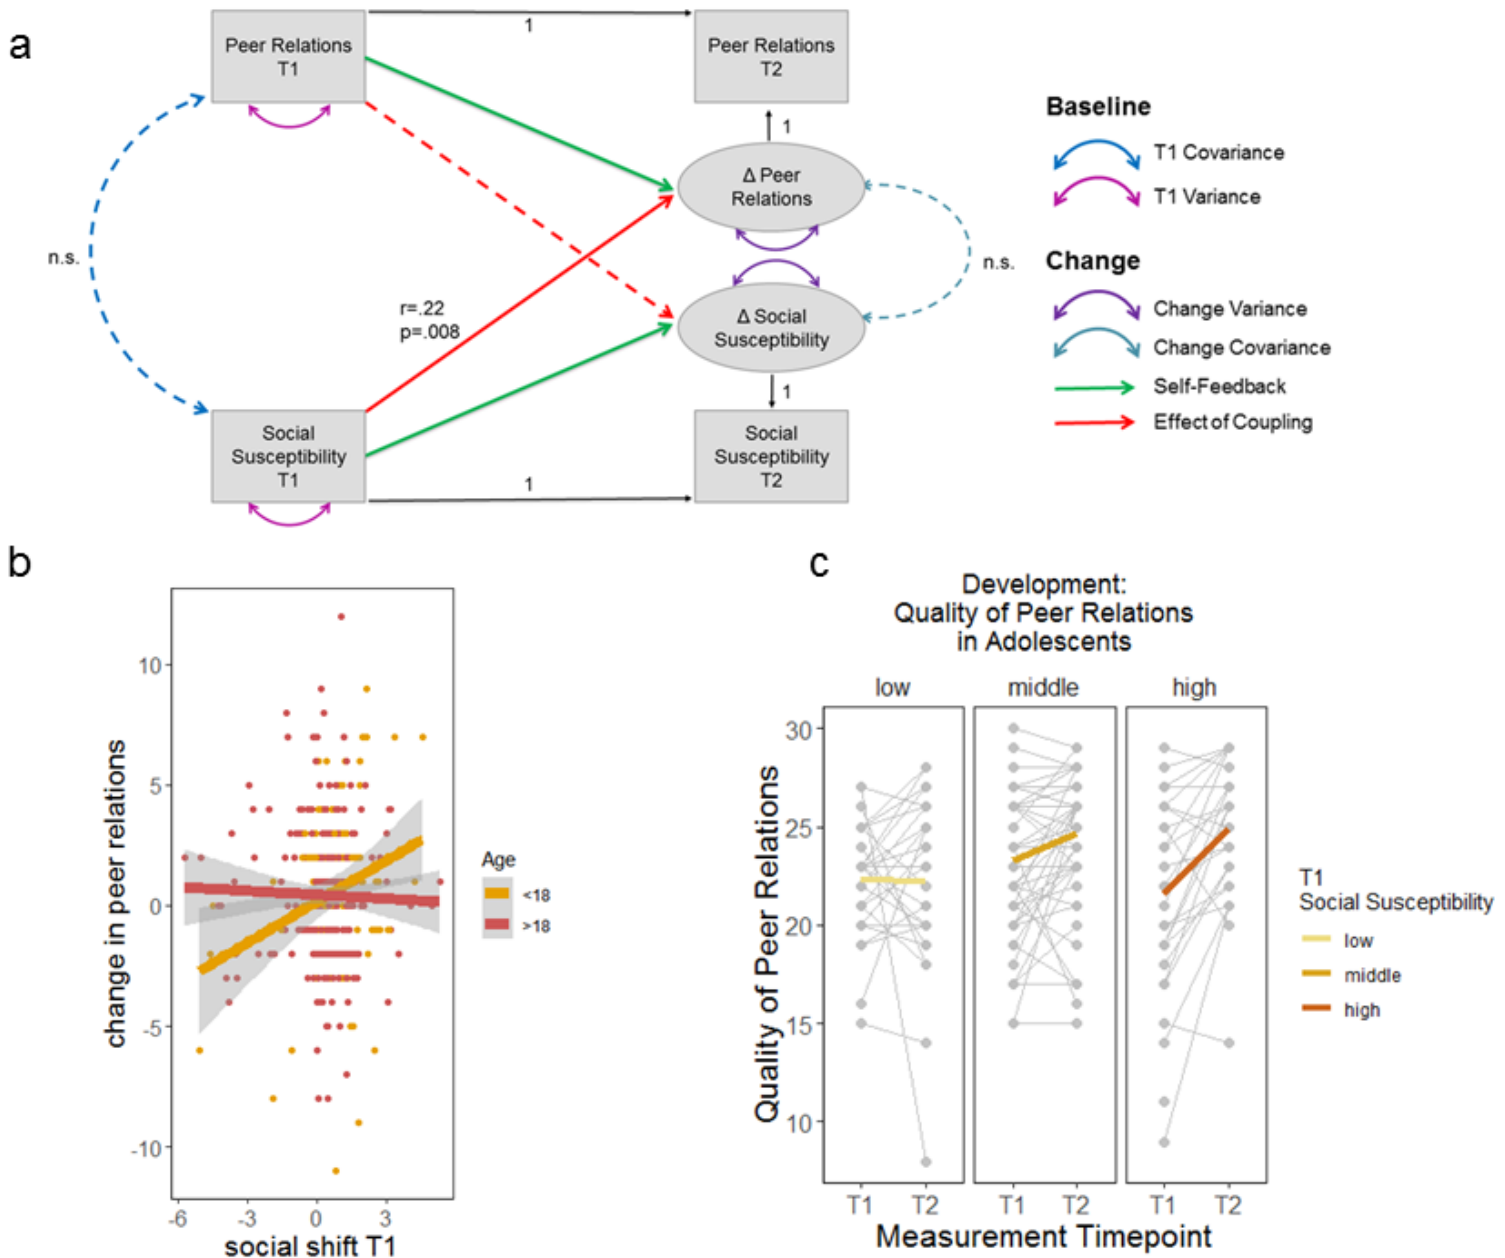 a
Peer Relations
T1
1
Peer Relations
T2
1
Δ Peer
Relations
n.s.
r=.22
p=.008
Δ Social
Susceptibility
n.s.
1
Social
Susceptibility
T1
1
Social
Susceptibility
T2
Baseline
T1 Covariance
T1 Variance
Change
Change Variance
Change Covariance
Self-Feedback
Effect of Coupling
b
change in peer relations
10
5
0
-5
-10
-6 -3 0 3
social shift T1
Age
<18
>18
c
Development:
Quality of Peer Relations
in Adolescents
low middle high
Quality of Peer Relations
30
25
20
15
10
T1 T2 T1 T2 T1 T2
Measurement Timepoint
T1
Social Susceptibility
low
middle
high